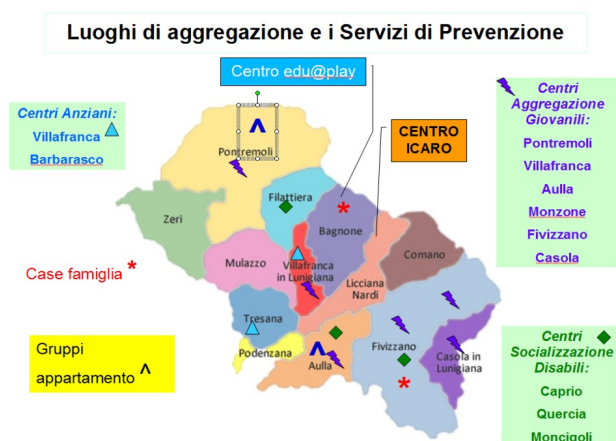 Luoghi di aggregazione e i Servizi di Prevenzione
Centro edu@play
Centri Anziani:
Villafranca
Barbarasco
CENTRO
ICARO
Centri
Aggregazione
Giovanili:
Pontremoli
Villafranca
Aulla
Monzone
Fivizzano
Casola
^
Pontremoli
Filattiera
Zeri
Bagnone
Mulazzo
Villafranca
in Lunigiana
Comano
Licciana
Nardi
Case famiglia *
Tresana
Podenzana
Aulla
Fivizzano
Casola in
Lunigiana
Gruppi
appartamento ^
Centri
Socializzazione
Disabili:
Caprio
Quercia
Moncigoli